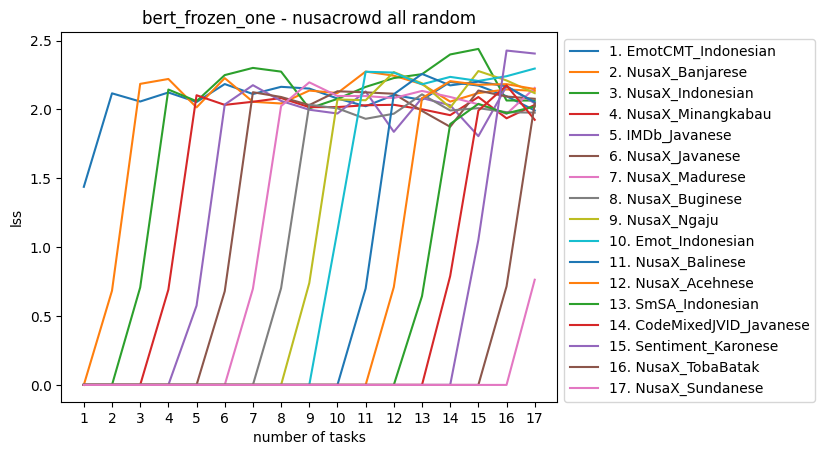 bert_frozen_one - nusacrowd all random
2.5
2.0
1.5
1.0
0.5
0.0
lss
1 2 3 4 5 6 7 8 9 10 11 12 13 14 15 16 17
number of tasks
1. EmotCMT_Indonesian
2. NusaX_Banjarese
3. NusaX_Indonesian
4. NusaX_Minangkabau
5. IMDb_Javanese
6. NusaX_Javanese
7. NusaX_Madurese
8. NusaX_Buginese
9. NusaX_Ngaju
10. Emot_Indonesian
11. NusaX_Balinese
12. NusaX_Acehnese
13. SmSA_Indonesian
14. CodeMixedJVID_Javanese
15. Sentiment_Karonese
16. NusaX_TobaBatak
17. NusaX_Sundanese